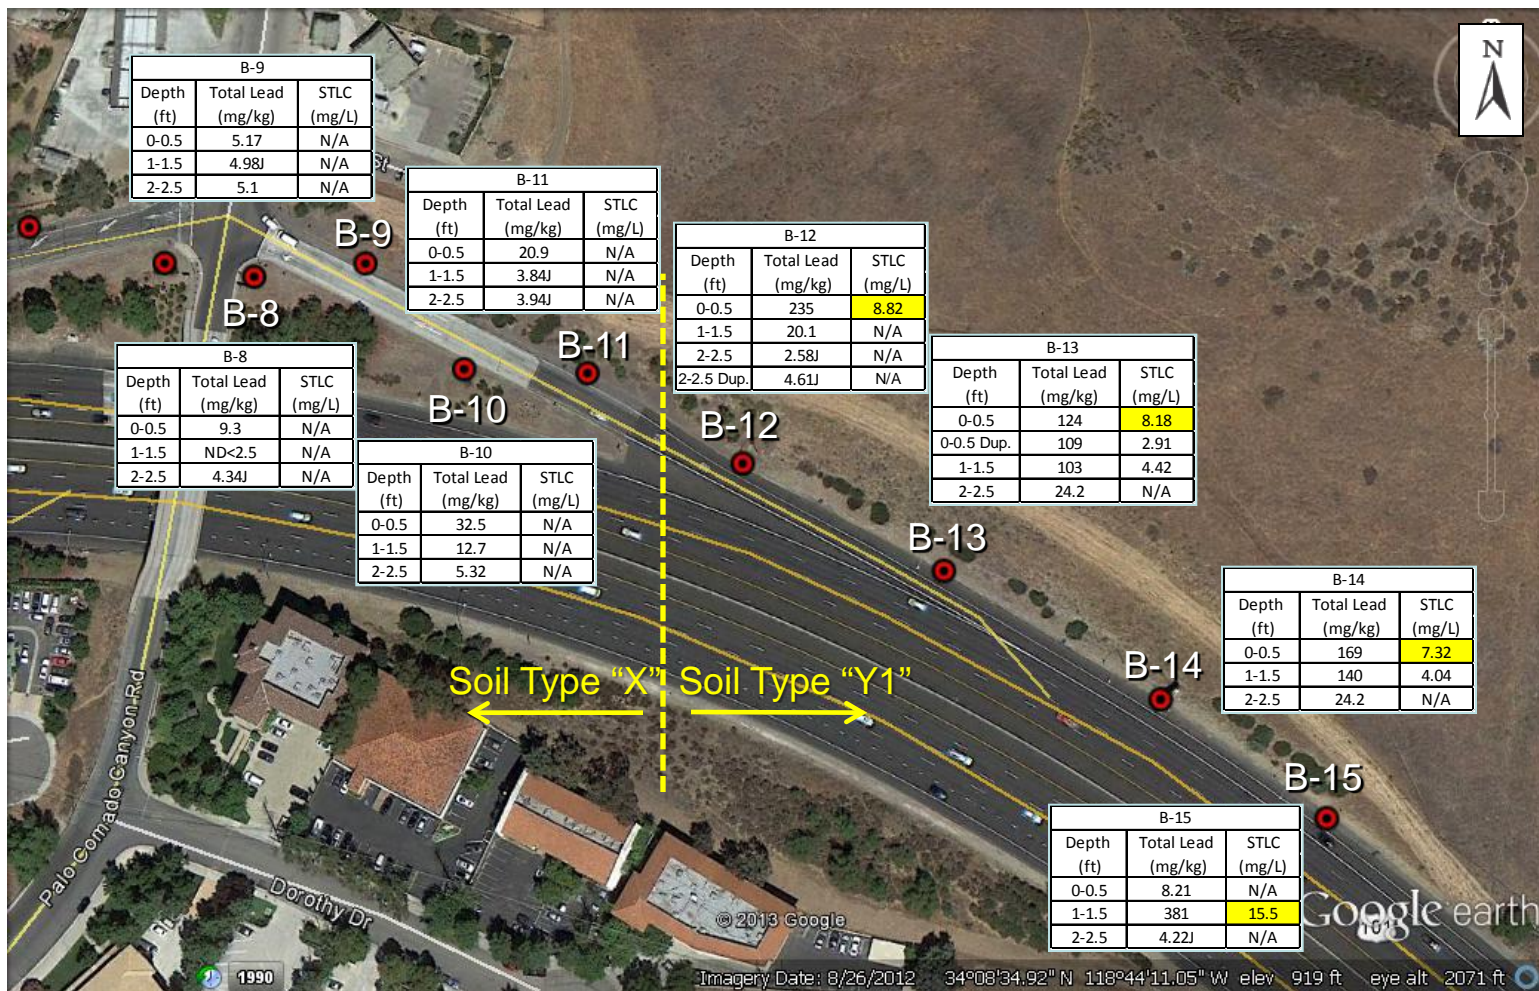 N
B-9
Depth (ft) Total Lead (mg/kg) STLC (mg/L)
0-0.5 5.17 N/A
1-1.5 4.98J N/A
2-2.5 5.1 N/A
St
B-11
Depth (ft) Total Lead (mg/kg) STLC (mg/L)
0-0.5 20.9 N/A
1-1.5 3.84J N/A
2-2.5 3.94J N/A
B-12
Depth (ft) Total Lead (mg/kg) STLC (mg/L)
0-0.5 235 8.82
1-1.5 20.1 N/A
2-2.5 2.58J N/A
2-2.5 Dup. 4.61J N/A
B-9
B-8
B-11
B-10
B-12
B-13
Depth (ft) Total Lead (mg/kg) STLC (mg/L)
0-0.5 124 8.18
0-0.5 Dup. 109 2.91
1-1.5 103 4.42
2-2.5 24.2 N/A
B-8
Depth (ft) Total Lead (mg/kg) STLC (mg/L)
0-0.5 9.3 N/A
1-1.5 ND<2.5 N/A
2-2.5 4.34J N/A
B-10
Depth (ft) Total Lead (mg/kg) STLC (mg/L)
0-0.5 32.5 N/A
1-1.5 12.7 N/A
2-2.5 5.32 N/A
B-13
B-14
Depth (ft) Total Lead (mg/kg) STLC (mg/L)
0-0.5 169 7.32
1-1.5 140 4.04
2-2.5 24.2 N/A
B-14
Soil Type “X”
Soil Type “Y1”
B-15
B-15
Depth (ft) Total Lead (mg/kg) STLC (mg/L)
0-0.5 8.21 N/A
1-1.5 381 15.5
2-2.5 4.22J N/A
Palo Comado Canyon Rd
Dorothy Dr
© 2013 Google
Google earth
101
1990
Imagery Date: 8/26/2012 34°08'34.92" N 118°44'11.05" W elev 919 ft eye alt 2071 ft